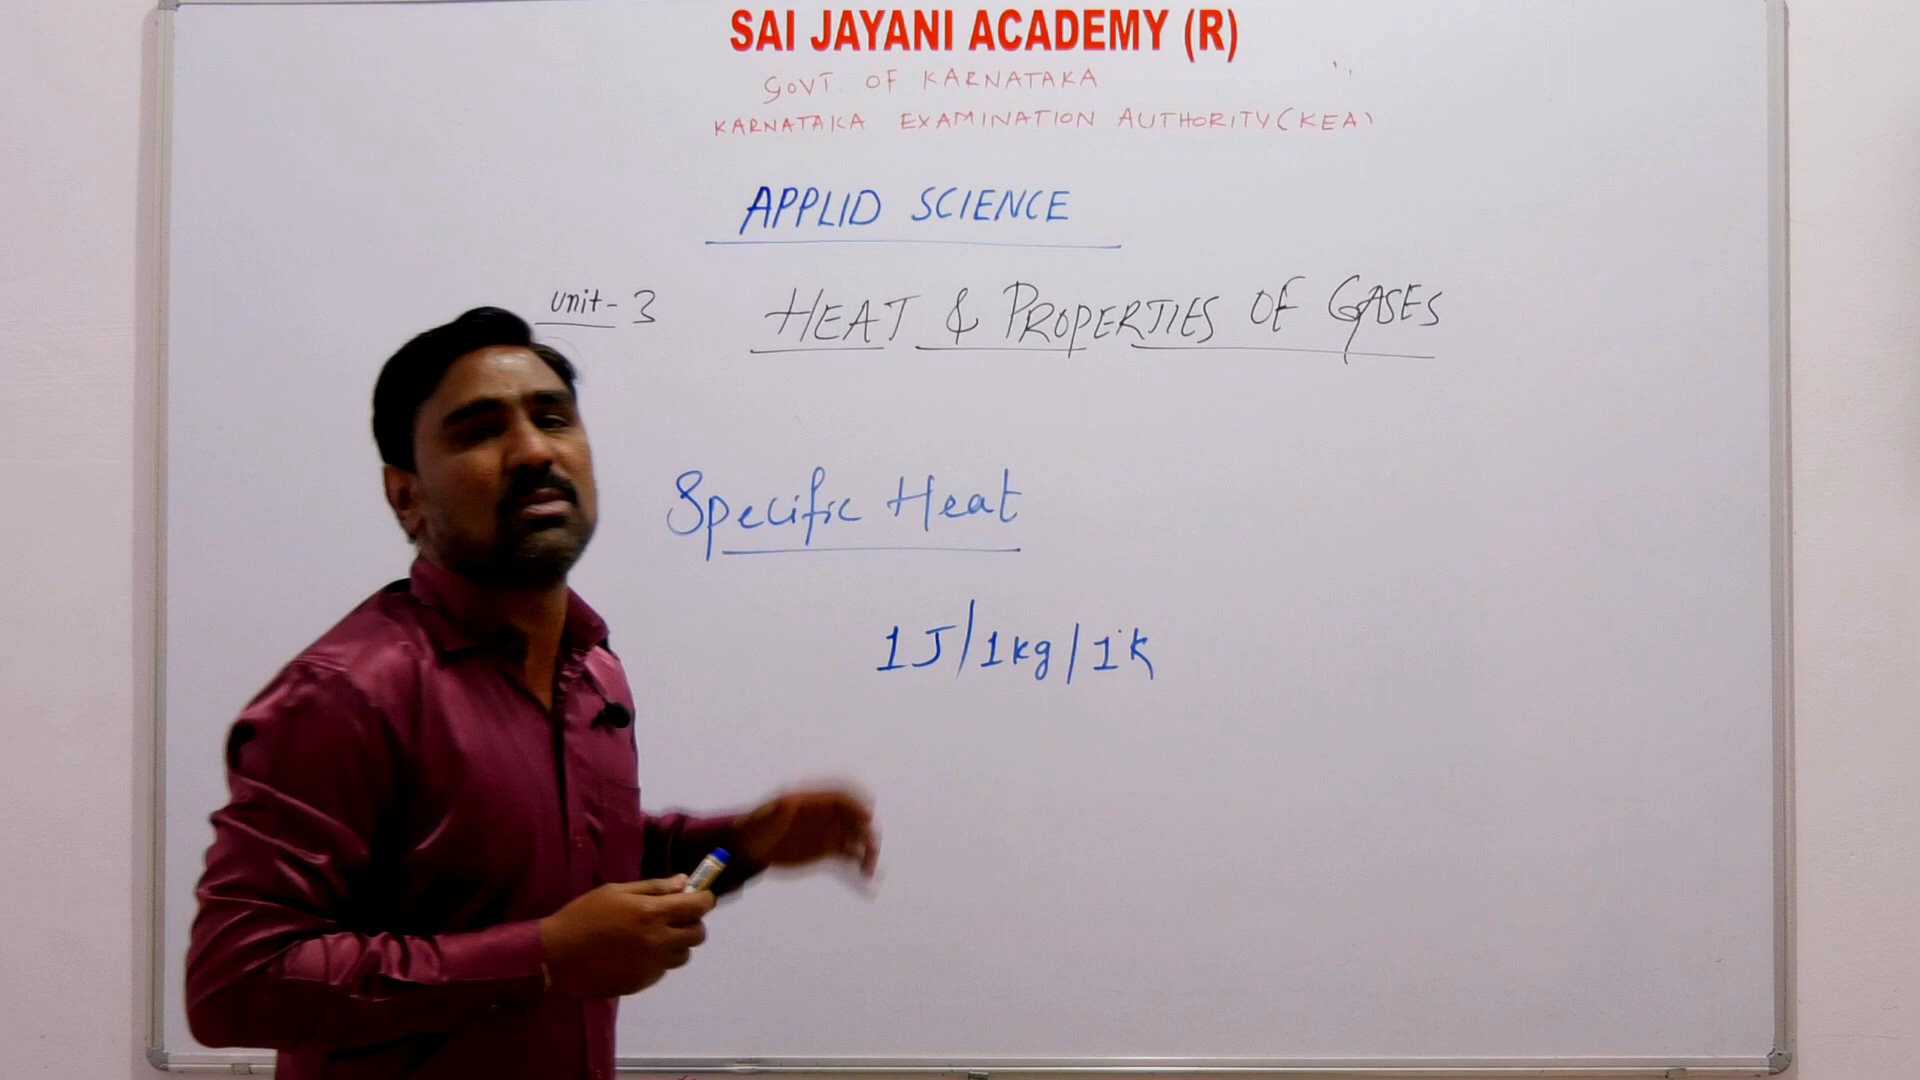 SAI JAYANI ACADEMY (R)
GOVT. OF KARNATAKA
KARNATAKA EXAMINATION AUTHORITY (KEA)
APPLID SCIENCE
Unit - 3 HEAT & PROPERTIES OF GASES
Specific Heat
1J/1kg/1K